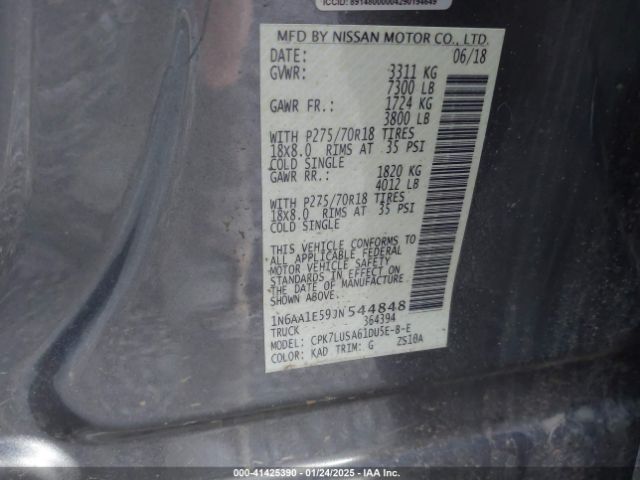 ICCID: 89148000004290194649
MFD BY NISSAN MOTOR CO., LTD.
DATE: 06/18
GVWR: 3311 KG
7300 LB
GAWR FR.: 1724 KG
3800 LB
WITH P275/70R18 TIRES
18X8.0 RIMS AT 35 PSI
COLD SINGLE
GAWR RR.: 1820 KG
4012 LB
WITH P275/70R18 TIRES
18X8.0 RIMS AT 35 PSI
COLD SINGLE
THIS VEHICLE CONFORMS TO
ALL APPLICABLE FEDERAL
MOTOR VEHICLE SAFETY
STANDARDS IN EFFECT ON
THE DATE OF MANUFACTURE
SHOWN ABOVE.
1N6AA1E59JN544848
TRUCK 364394
MODEL: CPK7LUSA61DU5E-B-E
COLOR: KAD TRIM: G ZS10A
000-41425390 - 01/24/2025 - IAA Inc.